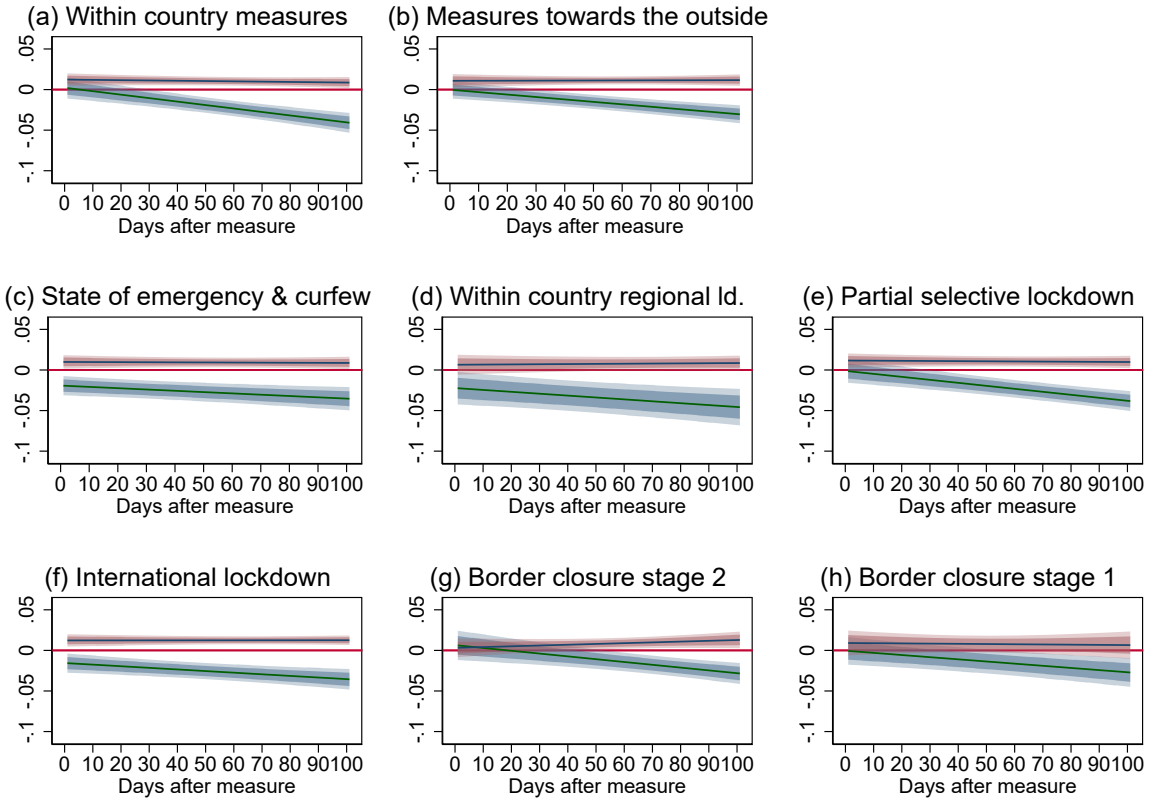 (a) Within country measures
.05
0
-.05
-.1
0 10 20 30 40 50 60 70 80 90100
Days after measure
(b) Measures towards the outside
.05
0
-.05
-.1
0 10 20 30 40 50 60 70 80 90100
Days after measure
(c) State of emergency & curfew
.05
0
-.05
-.1
0 10 20 30 40 50 60 70 80 90100
Days after measure
(d) Within country regional ld.
.05
0
-.05
-.1
0 10 20 30 40 50 60 70 80 90100
Days after measure
(e) Partial selective lockdown
.05
0
-.05
-.1
0 10 20 30 40 50 60 70 80 90100
Days after measure
(f) International lockdown
.05
0
-.05
-.1
0 10 20 30 40 50 60 70 80 90100
Days after measure
(g) Border closure stage 2
.05
0
-.05
-.1
0 10 20 30 40 50 60 70 80 90100
Days after measure
(h) Border closure stage 1
.05
0
-.05
-.1
0 10 20 30 40 50 60 70 80 90100
Days after measure